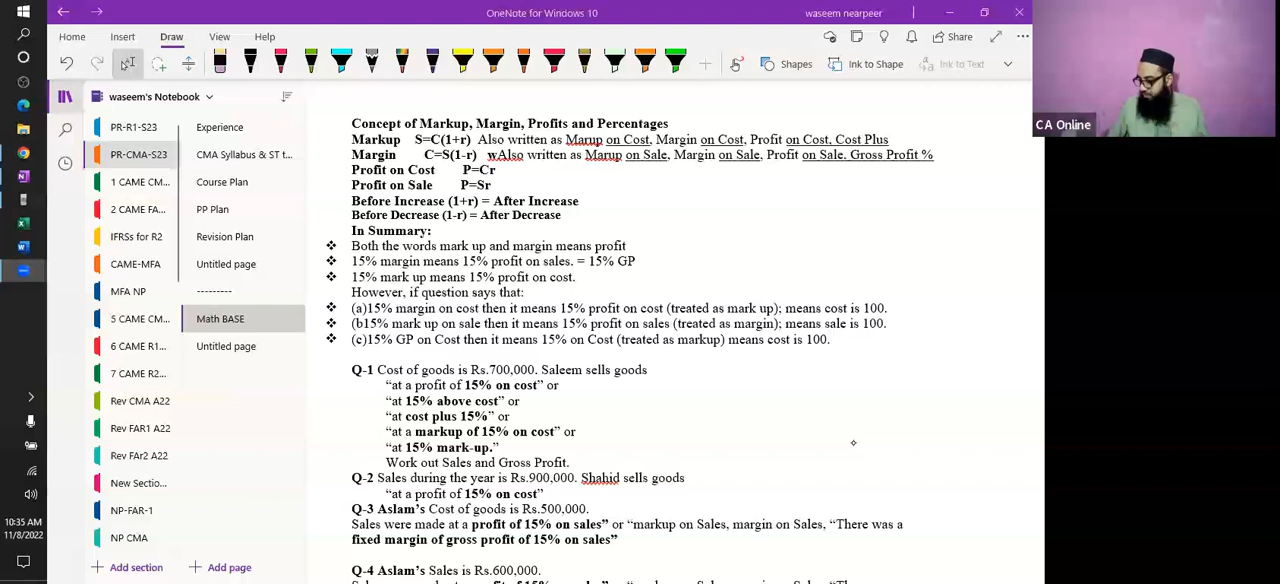 OneNote for Windows 10
waseem nearpeer
Home Insert Draw View Help
Share
Shapes Ink to Shape Ink to Text
waseem's Notebook
PR-R1-S23
PR-CMA-S23
1 CAME CM...
2 CAME FA...
IFRSs for R2
CAME-MFA
MFA NP
5 CAME CM...
6 CAME R1...
7 CAME R2...
Rev CMA A22
Rev FAR1 A22
Rev FAr2 A22
New Sectio...
NP-FAR-1
NP CMA
Add section
Experience
CMA Syllabus & ST t...
Course Plan
PP Plan
Revision Plan
Untitled page
---------
Math BASE
Untitled page
Add page
Concept of Markup, Margin, Profits and Percentages
Markup S=C(1+r) Also written as Marup on Cost, Margin on Cost, Profit on Cost, Cost Plus
Margin C=S(1-r) wAlso written as Marup on Sale, Margin on Sale, Profit on Sale. Gross Profit %
Profit on Cost P=Cr
Profit on Sale P=Sr
Before Increase (1+r) = After Increase
Before Decrease (1-r) = After Decrease
In Summary:
❖ Both the words mark up and margin means profit
❖ 15% margin means 15% profit on sales. = 15% GP
❖ 15% mark up means 15% profit on cost.
However, if question says that:
❖ (a)15% margin on cost then it means 15% profit on cost (treated as mark up); means cost is 100.
❖ (b15% mark up on sale then it means 15% profit on sales (treated as margin); means sale is 100.
❖ (c)15% GP on Cost then it means 15% on Cost (treated as markup) means cost is 100.
Q-1 Cost of goods is Rs.700,000. Saleem sells goods
“at a profit of 15% on cost” or
“at 15% above cost” or
“at cost plus 15%” or
“at a markup of 15% on cost” or
“at 15% mark-up.”
Work out Sales and Gross Profit.
Q-2 Sales during the year is Rs.900,000. Shahid sells goods
“at a profit of 15% on cost”
Q-3 Aslam’s Cost of goods is Rs.500,000.
Sales were made at a profit of 15% on sales” or “markup on Sales, margin on Sales, “There was a
fixed margin of gross profit of 15% on sales”
Q-4 Aslam’s Sales is Rs.600,000.
C A Online
10:35 AM
11/8/2022